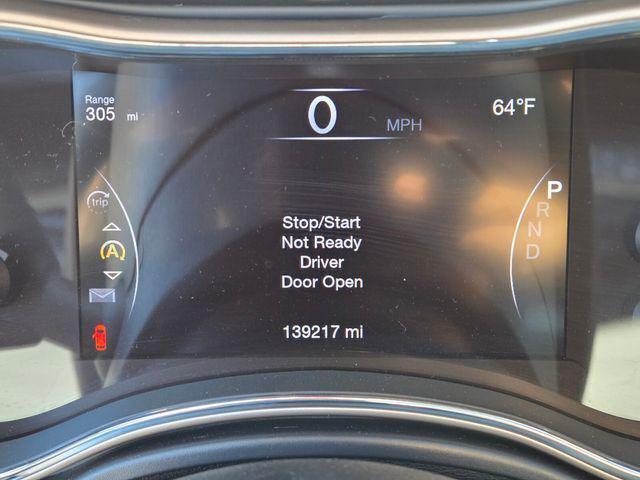 Range
305 mi
0 MPH
64°F
trip
A
P
R
N
D
Stop/Start
Not Ready
Driver
Door Open
139217 mi